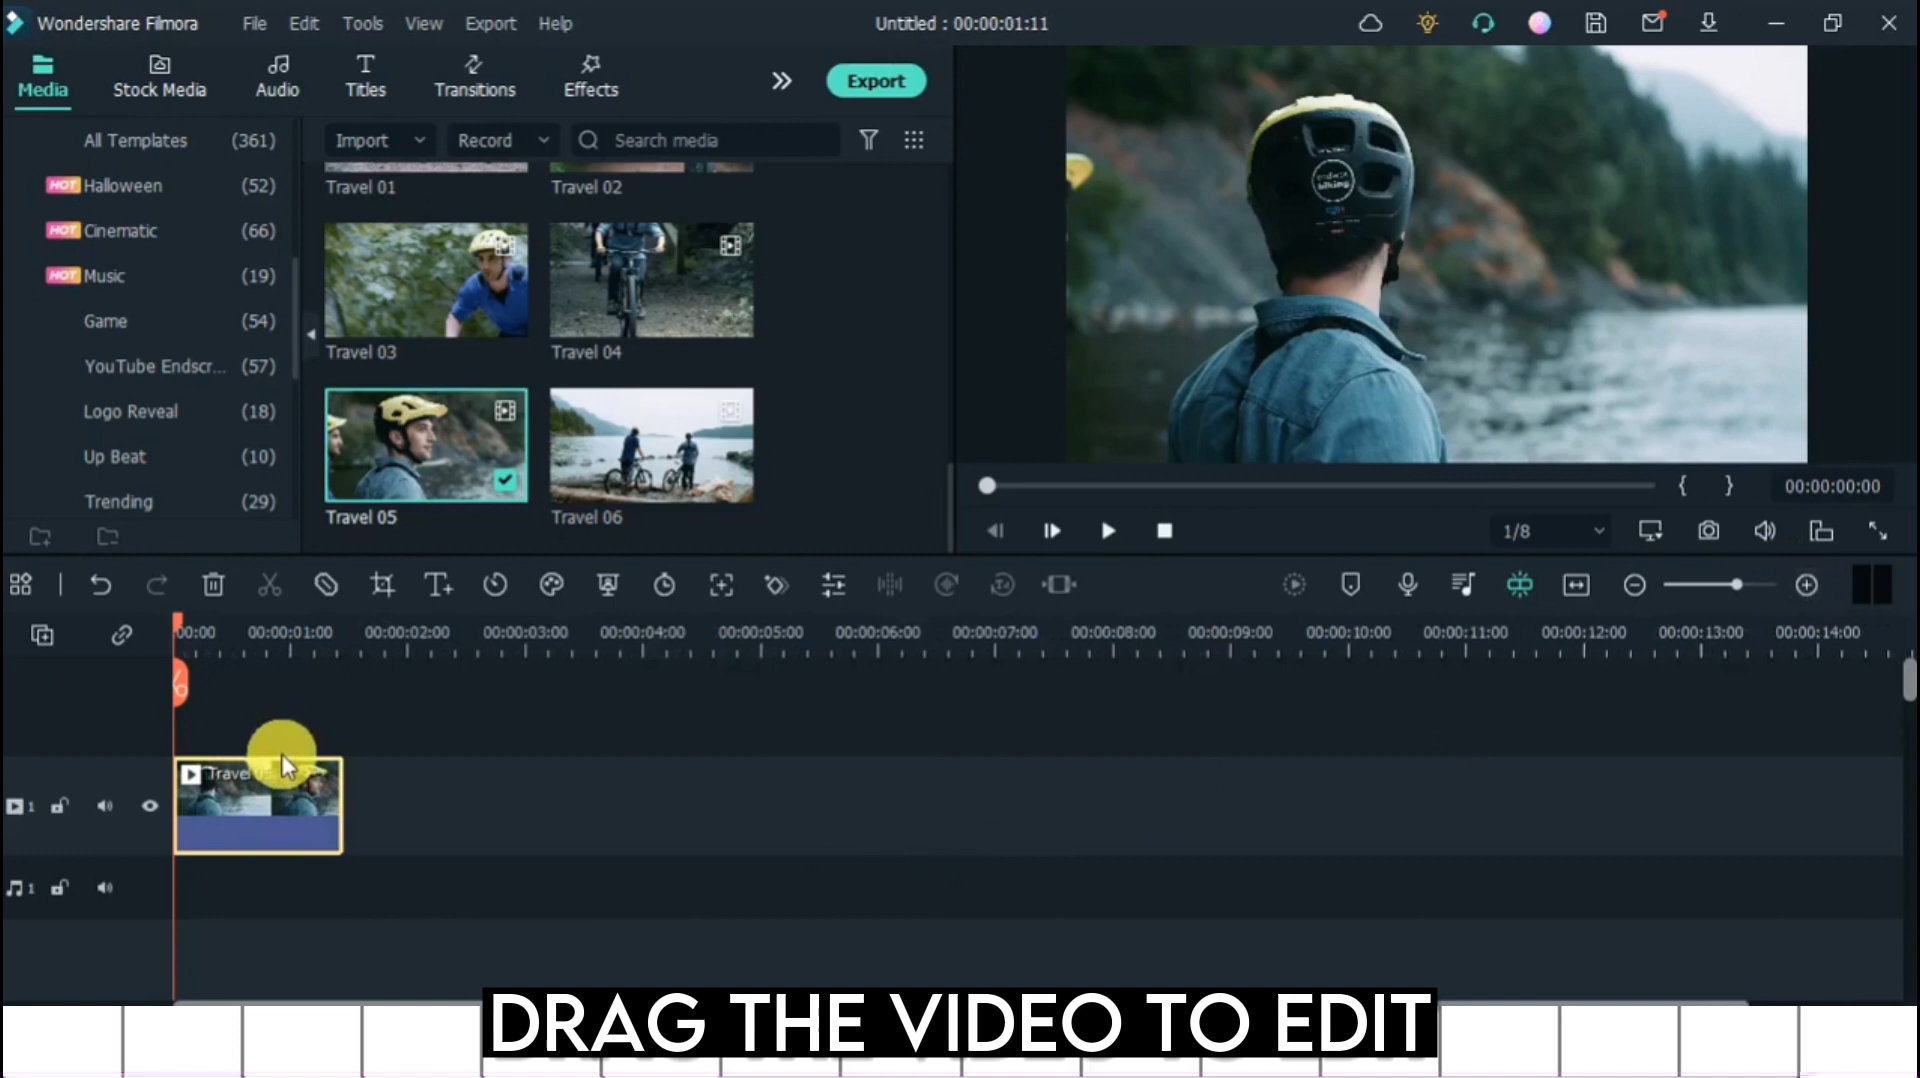 Wondershare Filmora File Edit Tools View Export Help Untitled : 00:00:01:11
Media Stock Media Audio Titles Transitions Effects Export
All Templates (361)
HOT Halloween (52)
HOT Cinematic (66)
HOT Music (19)
Game (54)
YouTube Endscr... (57)
Logo Reveal (18)
Up Beat (10)
Trending (29)
Import Record Search media
Travel 01 Travel 02
Travel 03 Travel 04
Travel 05 Travel 06
biking
00:00:00:00
1/8
00:00 00:00:01:00 00:00:02:00 00:00:03:00 00:00:04:00 00:00:05:00 00:00:06:00 00:00:07:00 00:00:08:00 00:00:09:00 00:00:10:00 00:00:11:00 00:00:12:00 00:00:13:00 00:00:14:00
Travel 05
1
1
DRAG THE VIDEO TO EDIT